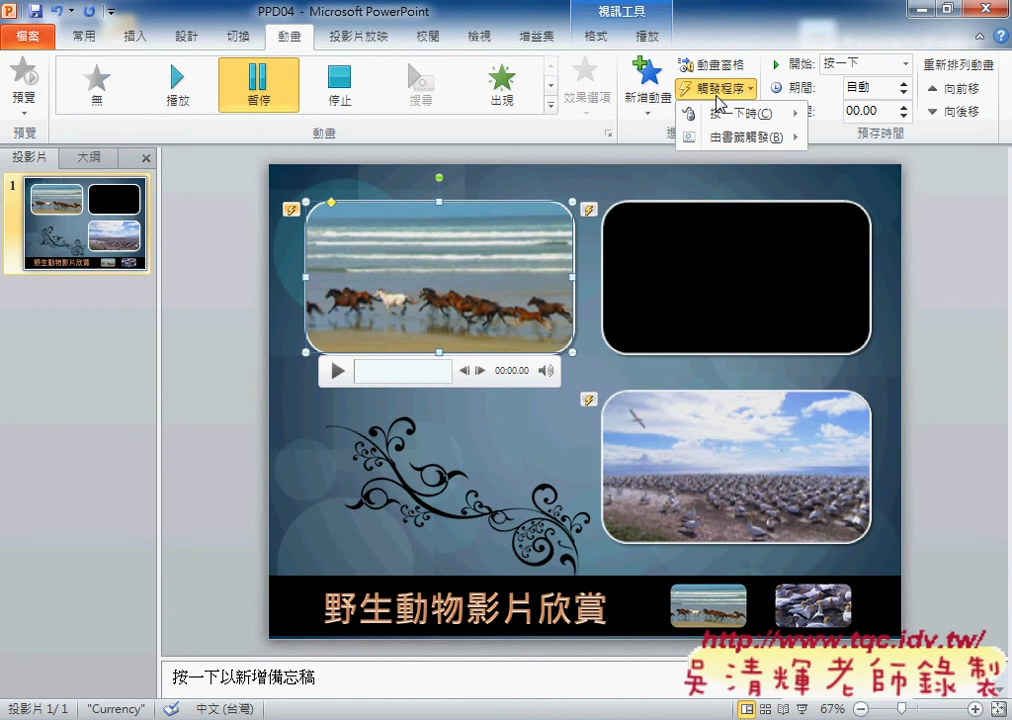 PPD04 - Microsoft PowerPoint
視訊工具
檔案
常用
插入
設計
切換
動畫
投影片放映
校閱
檢視
增益集
格式
播放
預覽
無
播放
暫停
停止
搜尋
出現
效果選項
新增動畫
動畫窗格
觸發程序
按一下時(C)
由書籤觸發(B)
開始:
按一下
期間:
自動
00.00
重新排列動畫
向前移
向後移
預覽
動畫
預存時間
投影片
大綱
1
00:00.00
野生動物影片欣賞
http://www.tqc.idv.tw/
吳清輝老師錄製
按一下以新增備忘稿
投影片 1/1
"Currency"
中文 (台灣)
67%